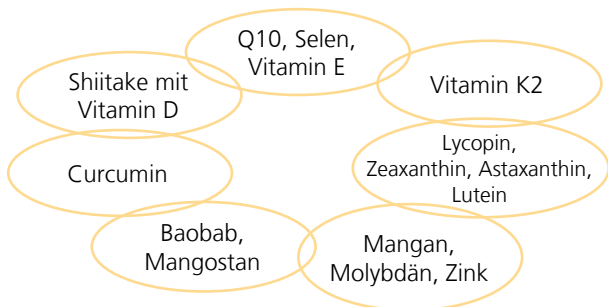 Q10, Selen,
Vitamin E
Shiitake mit
Vitamin D
Vitamin K2
Curcumin
Lycopin,
Zeaxanthin, Astaxanthin,
Lutein
Baobab,
Mangostan
Mangan,
Molybdän, Zink